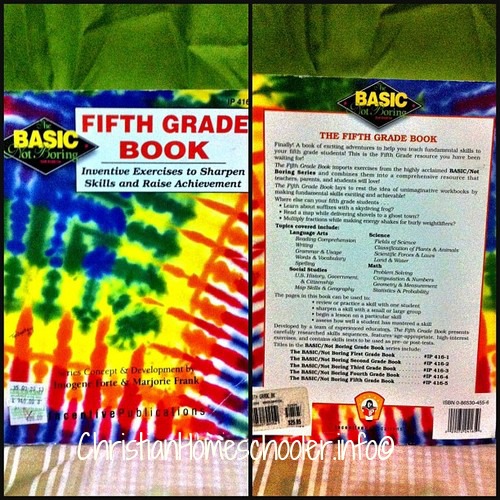 IP 416
The
BASIC
Not Boring
FIFTH GRADE
BOOK
Inventive Exercises to Sharpen
Skills and Raise Achievement
Series Concept & Development by
Imogene Forte & Marjorie Frank
Incentive Publications
The
BASIC
Not Boring
THE FIFTH GRADE BOOK
Finally! A book of exciting adventures to help you teach fundamental skills to
your fifth grade students! This is the Fifth Grade resource you have been
waiting for!
The Fifth Grade Book imports exercises from the highly acclaimed BASIC/Not
Boring Series and combines them into a comprehensive resource that
teachers, parents, and students will love!
The Fifth Grade Book lays to rest the idea of unimaginative workbooks by
making fundamental skills exciting and achievable!
Where else can your fifth grade students
• Learn about suffixes with a skydiving frog?
• Read a map while delivering shovels to a ghost town?
• Multiply fractions while making energy shakes for burly weightlifters?
Topics covered include:
Language Arts
Reading Comprehension
Writing
Grammar & Usage
Words & Vocabulary
Spelling
Social Studies
U.S. History, Government,
& Citizenship
Map Skills & Geography
Science
Fields of Science
Classification of Plants & Animals
Scientific Forces & Laws
Land & Water
Math
Problem Solving
Computation & Numbers
Geometry & Measurement
Statistics & Probability
The pages in this book can be used to:
• review or practice a skill with one student
• sharpen a skill with a small or large group
• begin a lesson on a particular skill
• assess how well a student has mastered a skill
Developed by a team of experienced educators, The Fifth Grade Book presents
carefully researched skills sequences, features age-appropriate, high-interest
exercises, and contains skills tests to be used as pre- or post-assessments.
Titles in the BASIC/Not Boring Grade Book series include:
The BASIC/Not Boring First Grade Book #IP 416-1
The BASIC/Not Boring Second Grade Book #IP 416-2
The BASIC/Not Boring Third Grade Book #IP 416-3
The BASIC/Not Boring Fourth Grade Book #IP 416-4
The BASIC/Not Boring Fifth Grade Book #IP 416-5
ISBN 0-86530-455-6
ChristianHomeschooler.info©